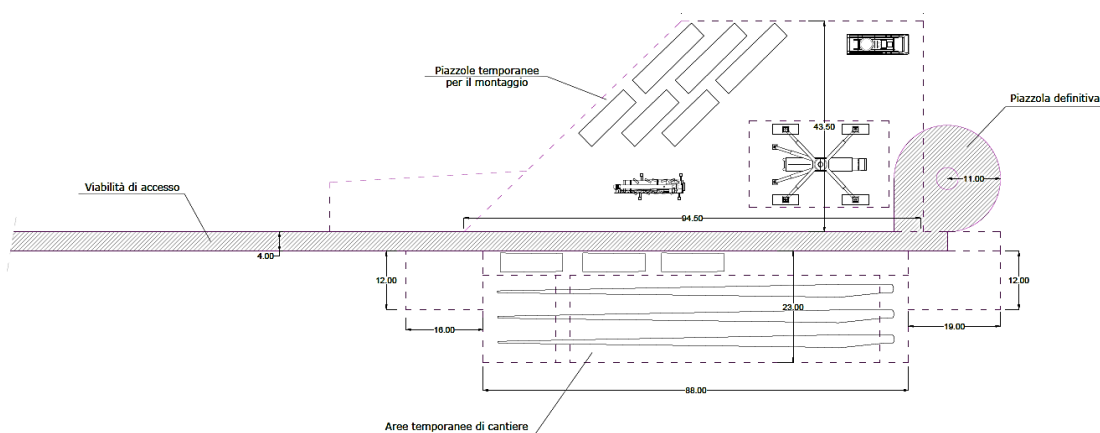 Piazzole temporanee
per il montaggio
43.50
Piazzola definitiva
11.00
Viabilità di accesso
94.50
4.00
12.00
23.00
12.00
16.00
19.00
88.00
Aree temporanee di cantiere